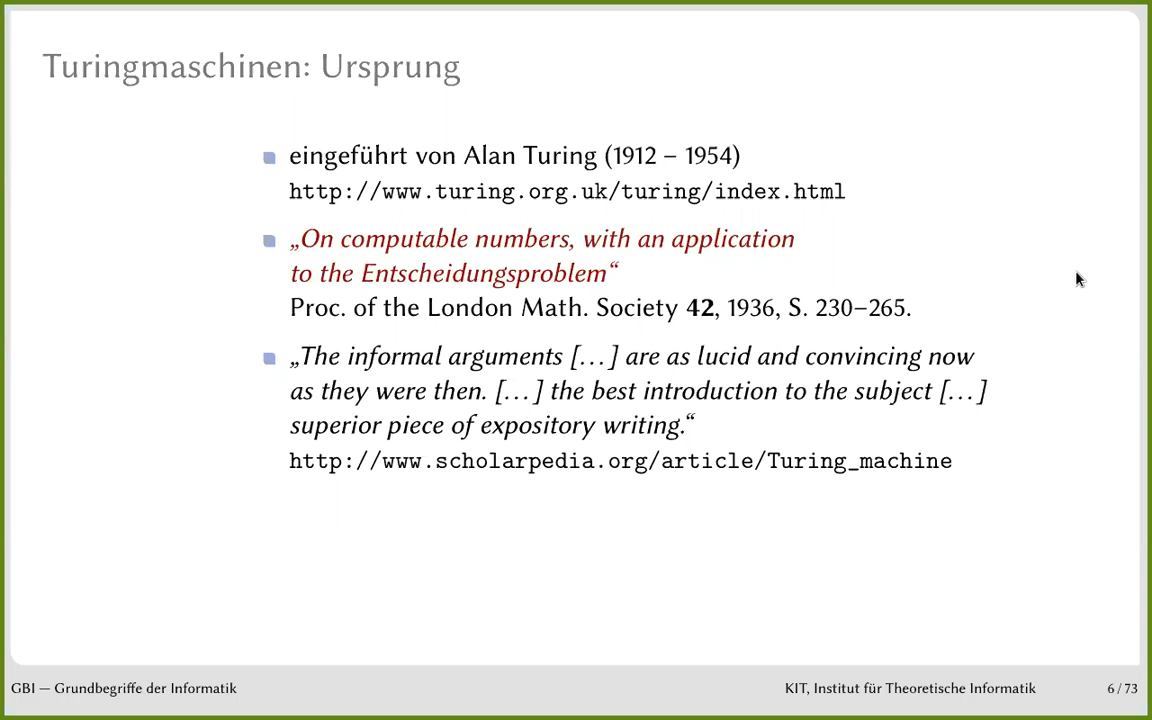 Turingmaschinen: Ursprung
eingeführt von Alan Turing (1912 – 1954)
http://www.turing.org.uk/turing/index.html
„On computable numbers, with an application
to the Entscheidungsproblem“
Proc. of the London Math. Society 42, 1936, S. 230–265.
„The informal arguments [...] are as lucid and convincing now
as they were then. [...] the best introduction to the subject [...]
superior piece of expository writing.“
http://www.scholarpedia.org/article/Turing_machine
GBI — Grundbegriffe der Informatik
KIT, Institut für Theoretische Informatik
6 / 73